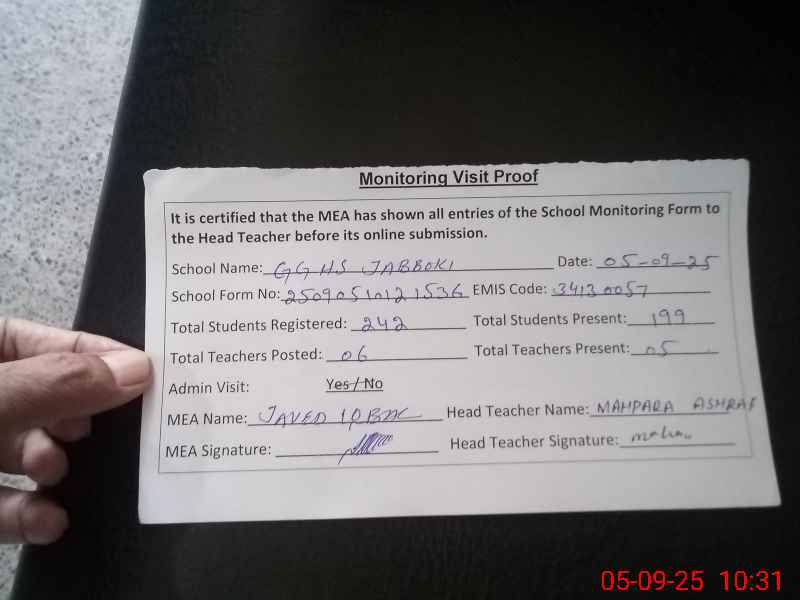 Monitoring Visit Proof
It is certified that the MEA has shown all entries of the School Monitoring Form to
the Head Teacher before its online submission.
School Name: GGHS JABBOKI Date: 05-09-25
School Form No: 25090510121536 EMIS Code: 34130057
Total Students Registered: 242 Total Students Present: 199
Total Teachers Posted: 06 Total Teachers Present: 05
Admin Visit: Yes/No
MEA Name: JAVED IQBAL Head Teacher Name: MAHPARA ASHRAF
MEA Signature: Head Teacher Signature:
05-09-25 10:31